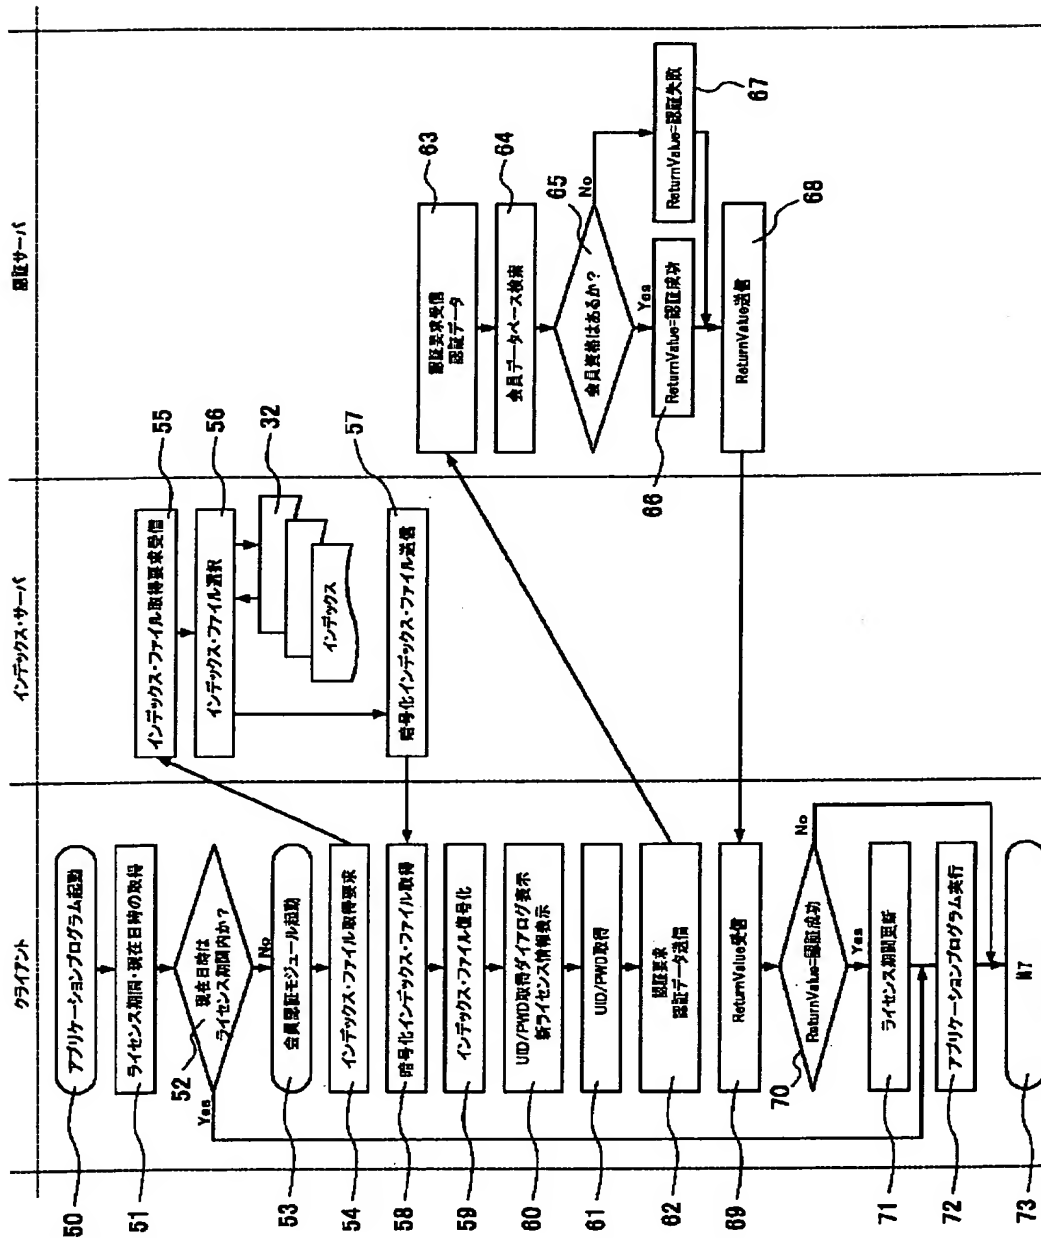 クライアント
インデックス・サーバ
認証サーバ
50
アプリケーションプログラム起動
51
ライセンス期間・現在日時の取得
52
現在日時は
ライセンス期間内か?
Yes
No
53
会員認証モジュール起動
54
インデックス・ファイル取得要求
55
インデックス・ファイル取得要求受信
56
インデックス・ファイル選択
32
インデックス
57
暗号化インデックス・ファイル送信
58
暗号化インデックス・ファイル取得
59
インデックス・ファイル復号化
60
UID/PWD取得ダイアログ表示
新ライセンス情報表示
61
UID/PWD取得
62
認証要求
認証データ送信
63
認証要求受信
認証データ
64
会員データベース検索
65
会員資格はあるか?
Yes
No
66
ReturnValue=認証成功
67
ReturnValue=認証失敗
68
ReturnValue送信
69
ReturnValue受信
70
ReturnValue=認証成功
Yes
No
71
ライセンス期間更新
72
アプリケーションプログラム実行
73